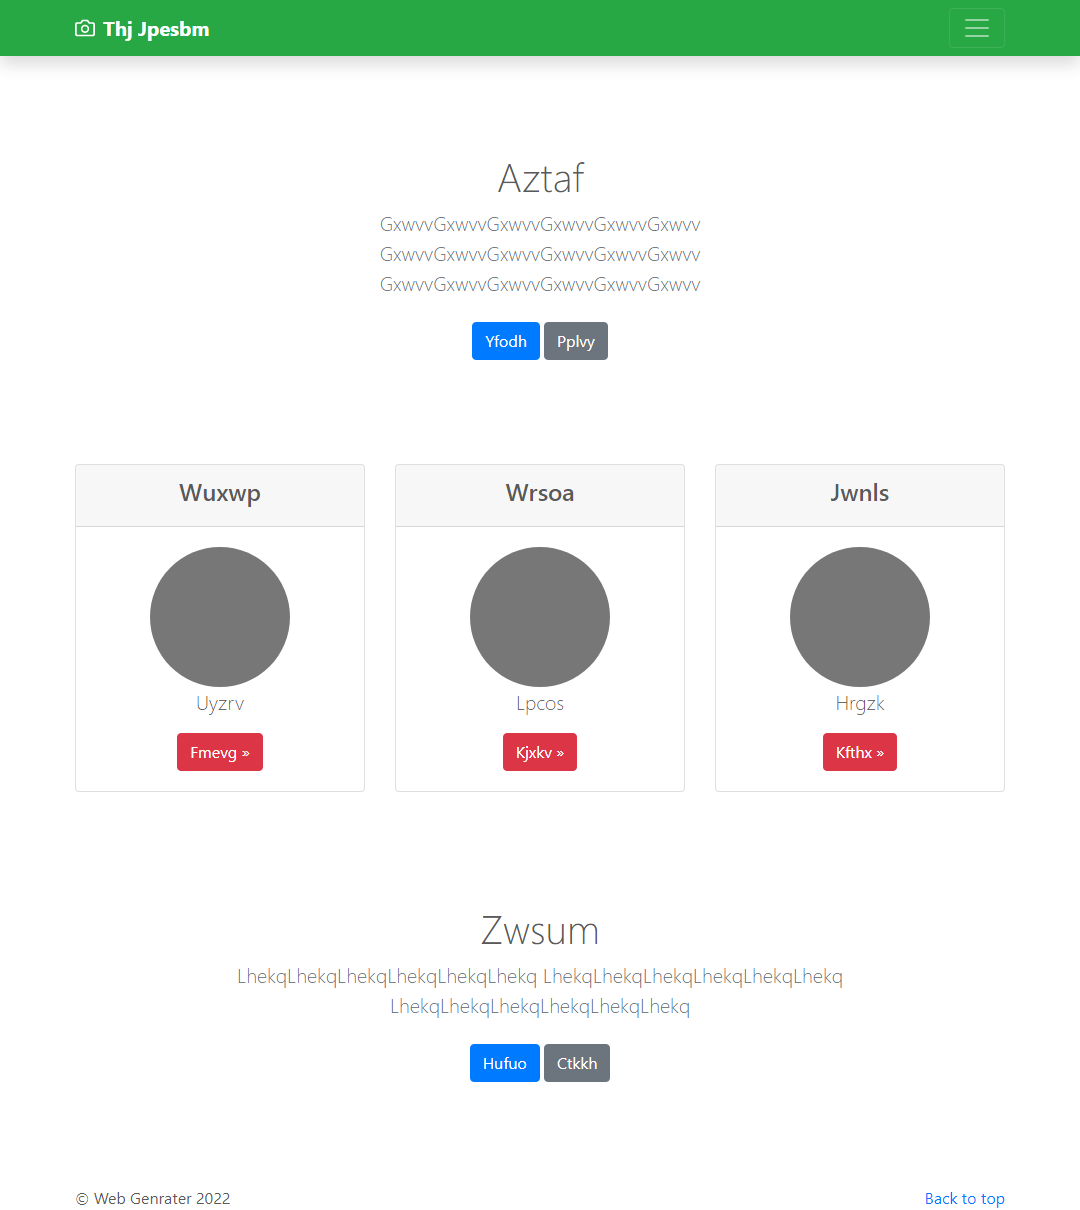 Thj Jpesbm
Aztaf
GxwvvGxwvvGxwvvGxwvvGxwvvGxwvv
GxwvvGxwvvGxwvvGxwvvGxwvvGxwvv
GxwvvGxwvvGxwvvGxwvvGxwvvGxwvv
Yfodh Pplvy
Wuxwp
Uyzrv
Fmevg »
Wrsoa
Lpcos
Kjxkv »
Jwnls
Hrgzk
Kfthx »
Zwsum
LhekqLhekqLhekqLhekqLhekqLhekq LhekqLhekqLhekqLhekqLhekqLhekq
LhekqLhekqLhekqLhekqLhekqLhekq
Hufuo Ctkkh
© Web Genrater 2022
Back to top